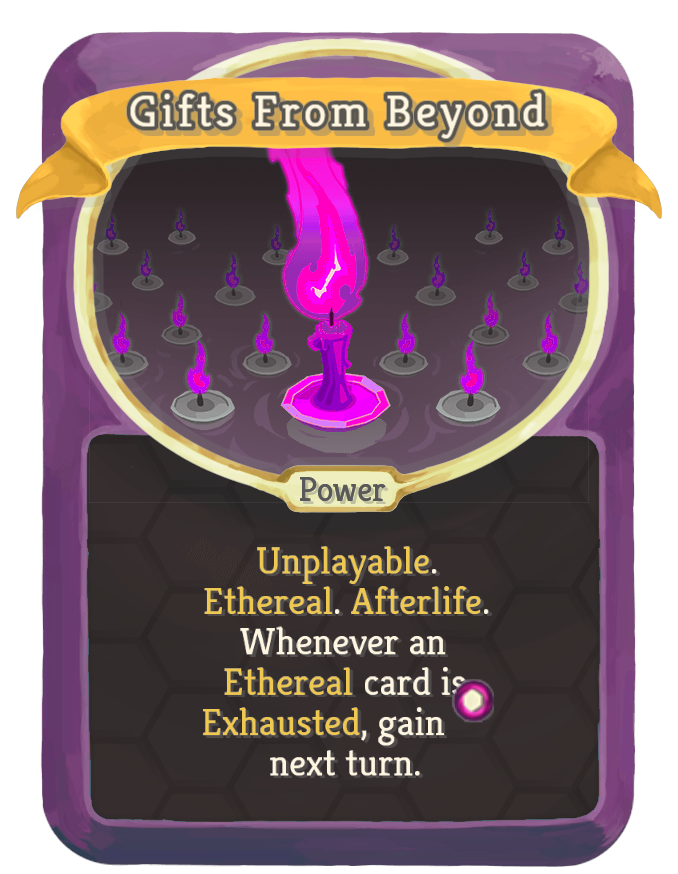 Gifts From Beyond
Power
Unplayable.
Ethereal. Afterlife.
Whenever an
Ethereal card is
Exhausted, gain
next turn.